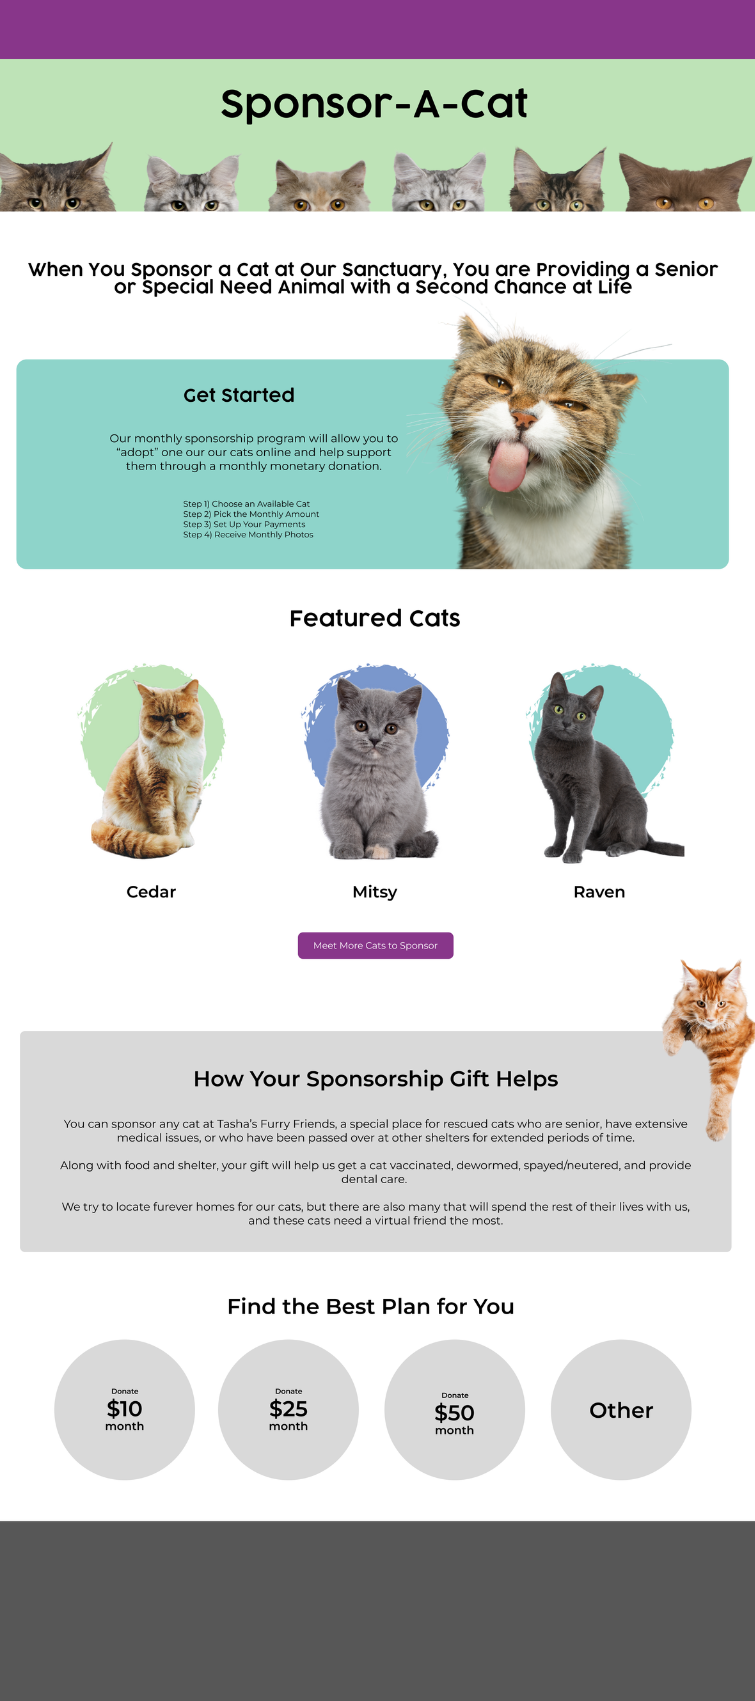 Sponsor-A-Cat
When You Sponsor a Cat at Our Sanctuary, You are Providing a Senior
or Special Need Animal with a Second Chance at Life
Get Started
Our monthly sponsorship program will allow you to
“adopt” one our our cats online and help support
them through a monthly monetary donation.
Step 1) Choose an Available Cat
Step 2) Pick the Monthly Amount
Step 3) Set Up Your Payments
Step 4) Receive Monthly Photos
Featured Cats
Cedar
Mitsy
Raven
Meet More Cats to Sponsor
How Your Sponsorship Gift Helps
You can sponsor any cat at Tasha’s Furry Friends, a special place for rescued cats who are senior, have extensive
medical issues, or who have been passed over at other shelters for extended periods of time.
Along with food and shelter, your gift will help us get a cat vaccinated, dewormed, spayed/neutered, and provide
dental care.
We try to locate furever homes for our cats, but there are also many that will spend the rest of their lives with us,
and these cats need a virtual friend the most.
Find the Best Plan for You
Donate
$10
month
Donate
$25
month
Donate
$50
month
Other